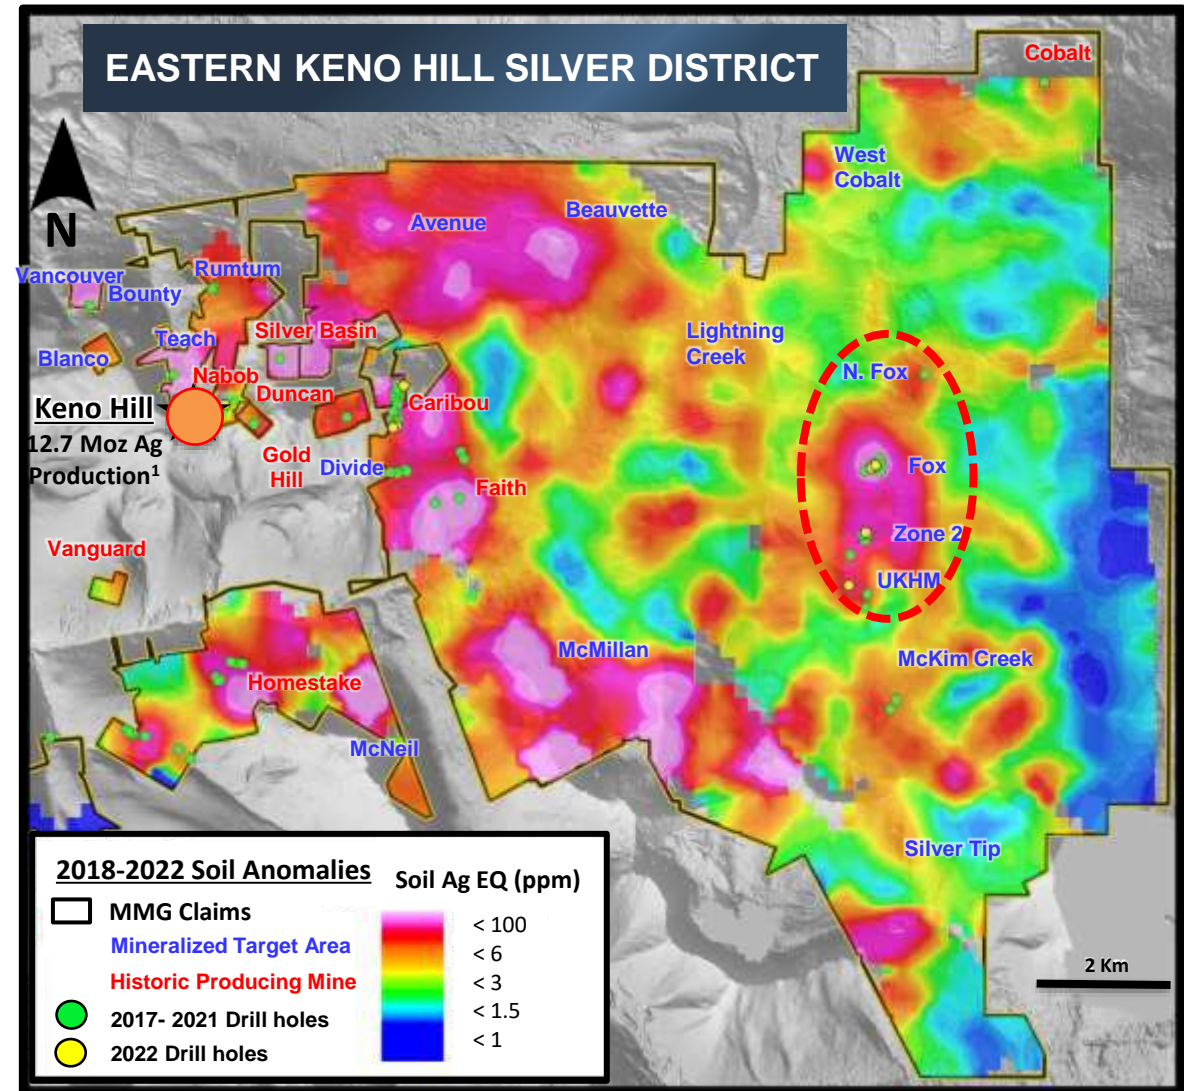 EASTERN KENO HILL SILVER DISTRICT
Cobalt
West
Cobalt
N
Avenue
Beauvette
Vancouver
Rumtum
Bounty
Silver Basin
Teach
Lightning
Creek
Blanco
Nabob
N. Fox
Duncan
Caribou
Keno Hill
12.7 Moz Ag
Production1
Gold
Hill
Divide
Fox
Faith
Zone 2
Vanguard
UKHM
McMillan
McKim Creek
Homestake
McNeil
Silver Tip
2018-2022 Soil Anomalies
MMG Claims
Mineralized Target Area
Historic Producing Mine
2017- 2021 Drill holes
2022 Drill holes
Soil Ag EQ (ppm)
< 100
< 6
< 3
< 1.5
< 1
2 Km